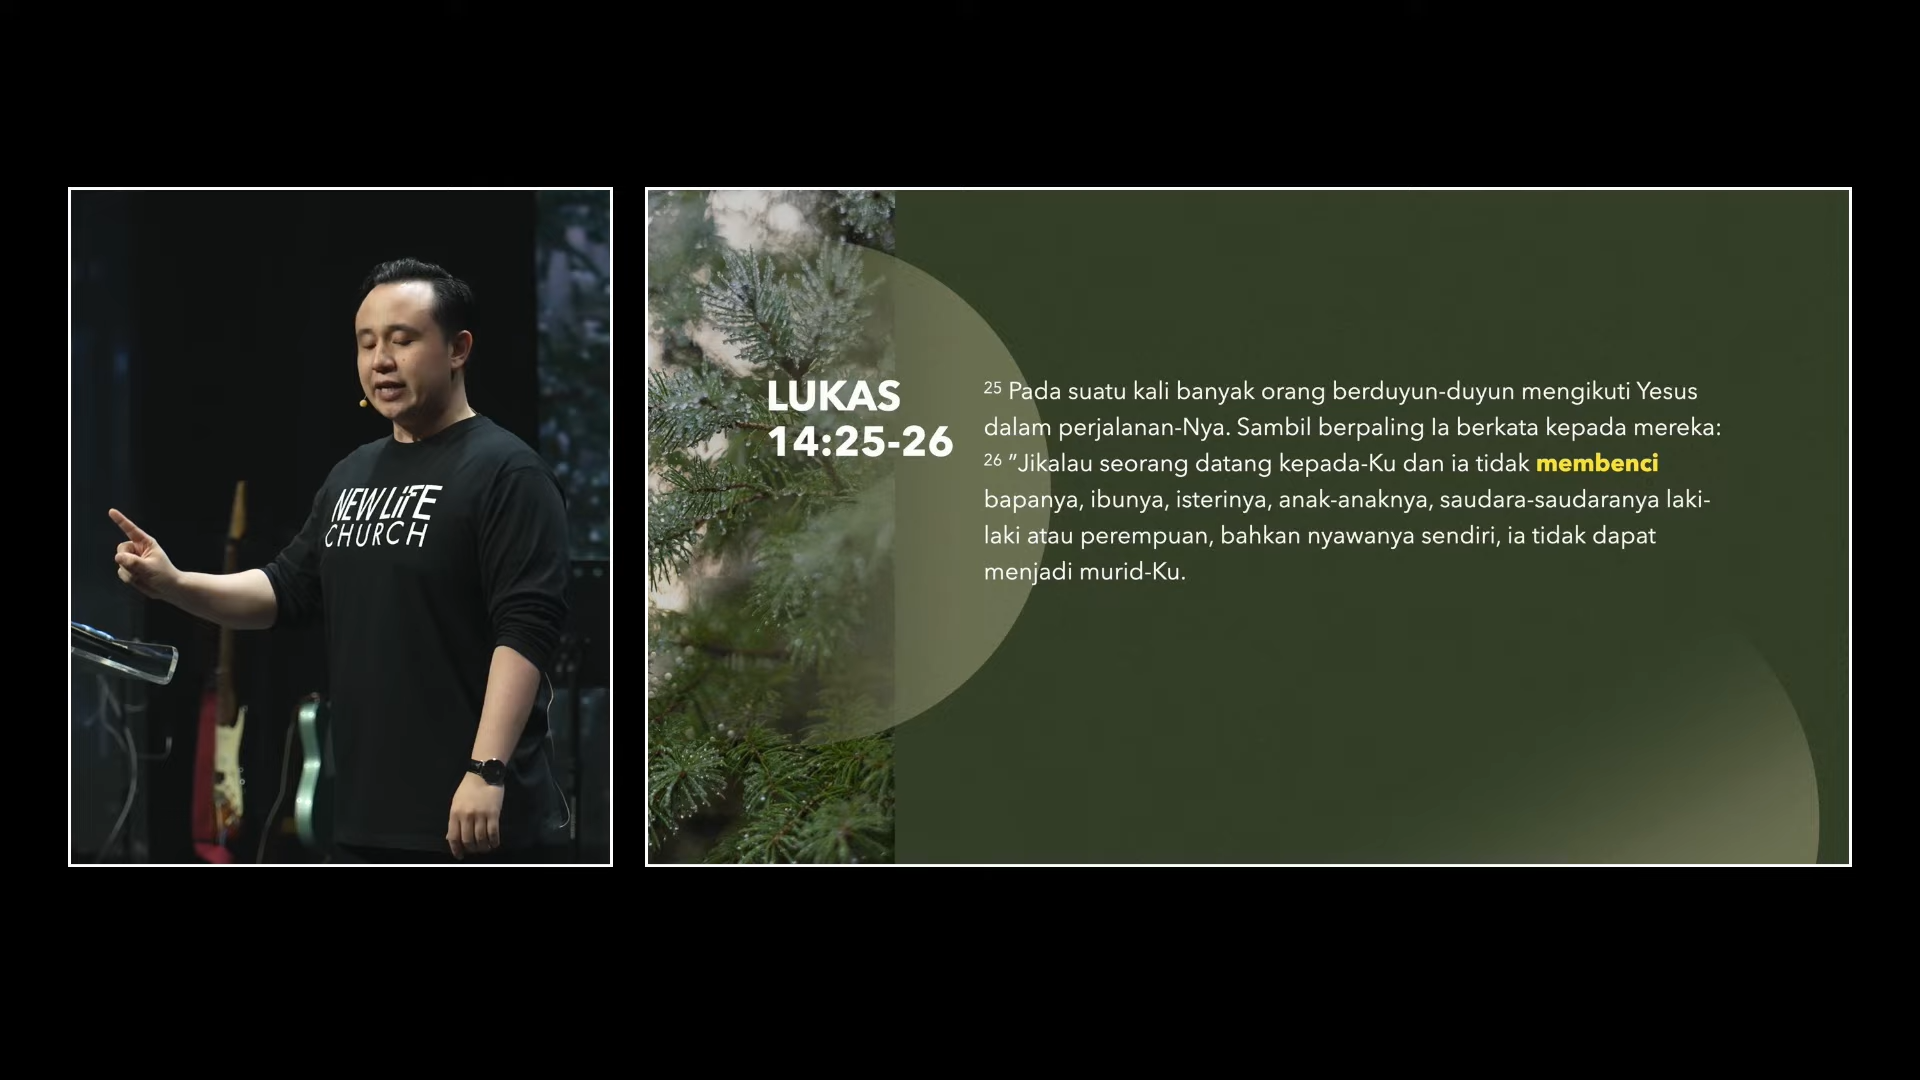 NEW LiFE
CHURCH
LUKAS
14:25-26
25 Pada suatu kali banyak orang berduyun-duyun mengikuti Yesus
dalam perjalanan-Nya. Sambil berpaling Ia berkata kepada mereka:
26 "Jikalau seorang datang kepada-Ku dan ia tidak membenci
bapanya, ibunya, isterinya, anak-anaknya, saudara-saudaranya laki-
laki atau perempuan, bahkan nyawanya sendiri, ia tidak dapat
menjadi murid-Ku.